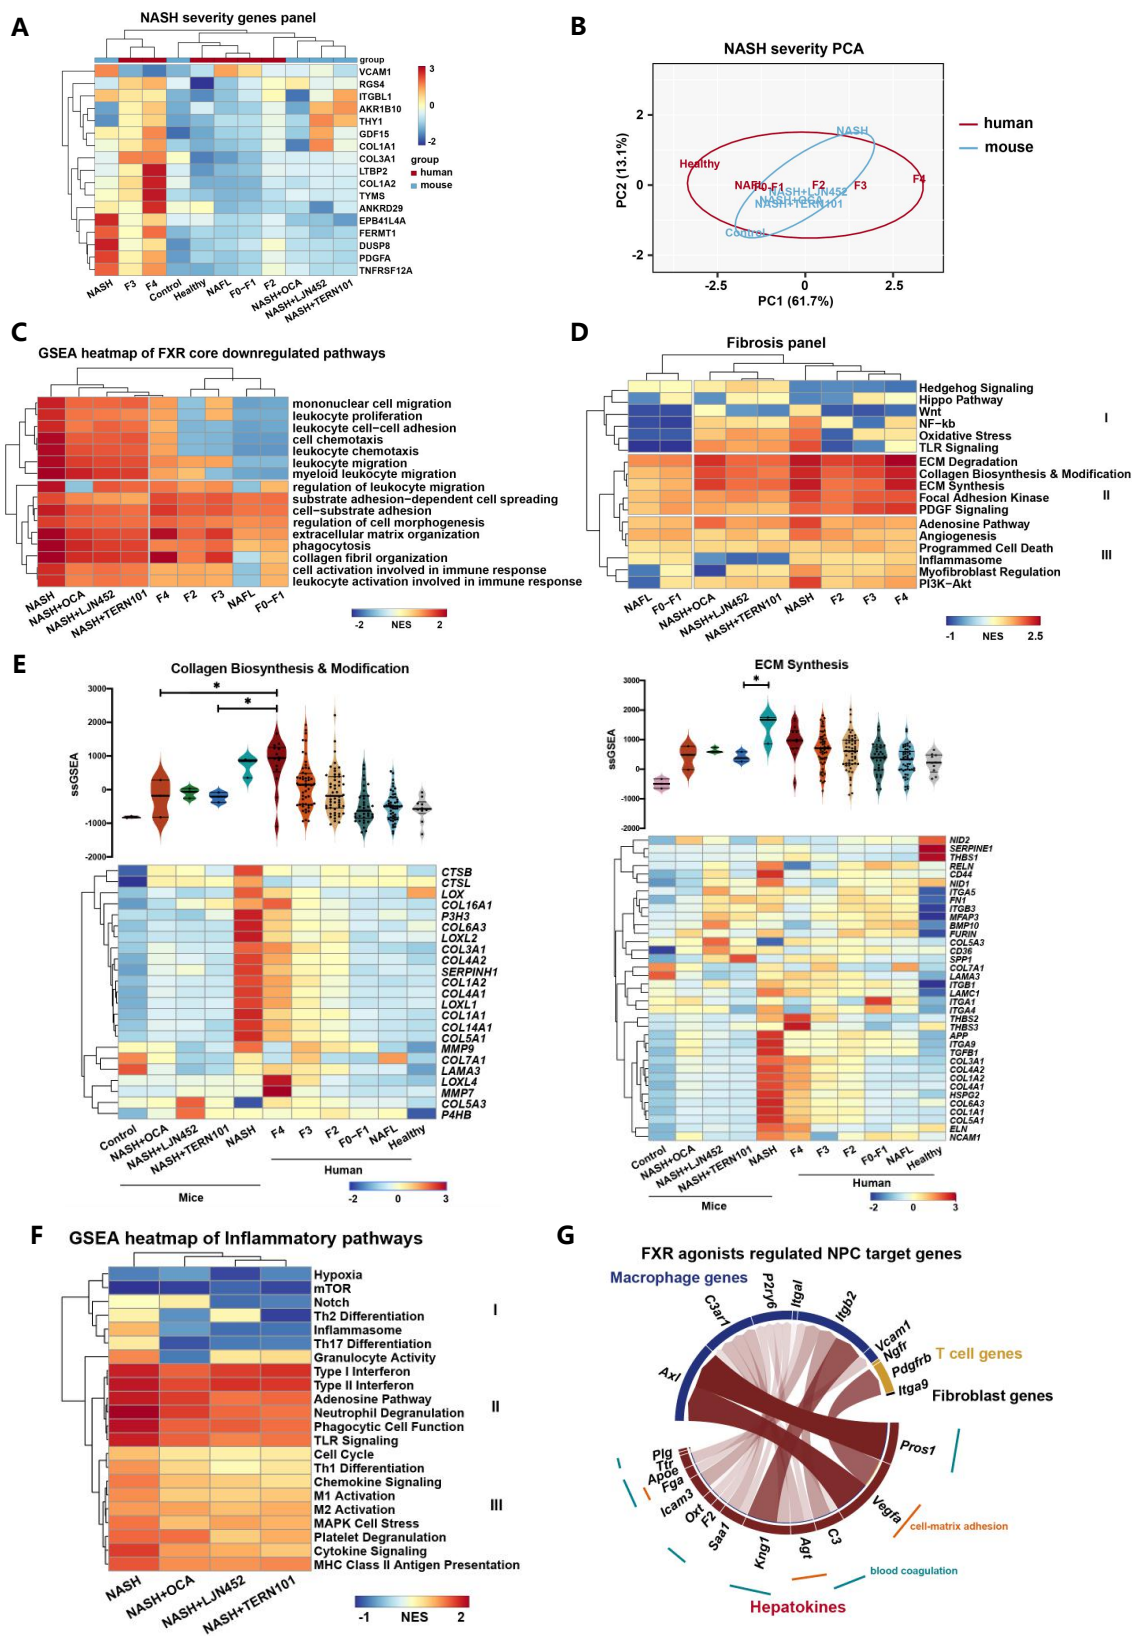 A
NASH severity genes panel
group
VCAM1
RGS4
ITGBL1
AKR1B10
THY1
GDF15
COL1A1
COL3A1
LTBP2
COL1A2
TYMS
ANKRD29
EPB41L4A
FERMT1
DUSP8
PDGFA
TNFRSF12A
3
0
-2
group
human
mouse
NASH
F3
F4
Control
Healthy
NAFL
F0−F1
F2
NASH+OCA
NASH+LJN452
NASH+TERN101
B
NASH severity PCA
PC2 (13.1%)
2
0
-2
-2.5
0
2.5
PC1 (61.7%)
NASH
Healthy
NAFL
F0-F1
F2
F3
F4
NASH+LJN452
NASH+OCA
NASH+TERN101
Control
human
mouse
C
GSEA heatmap of FXR core downregulated pathways
mononuclear cell migration
leukocyte proliferation
leukocyte cell−cell adhesion
cell chemotaxis
leukocyte chemotaxis
leukocyte migration
myeloid leukocyte migration
regulation of leukocyte migration
substrate adhesion−dependent cell spreading
cell−substrate adhesion
regulation of cell morphogenesis
extracellular matrix organization
phagocytosis
collagen fibril organization
cell activation involved in immune response
leukocyte activation involved in immune response
NASH
NASH+OCA
NASH+LJN452
NASH+TERN101
F4
F2
F3
NAFL
F0−F1
-2 NES 2
D
Fibrosis panel
Hedgehog Signaling
Hippo Pathway
Wnt
NF−kb
Oxidative Stress
TLR Signaling
ECM Degradation
Collagen Biosynthesis & Modification
ECM Synthesis
Focal Adhesion Kinase
PDGF Signaling
Adenosine Pathway
Angiogenesis
Programmed Cell Death
Inflammasome
Myofibroblast Regulation
PI3K−Akt
I
II
III
NAFL
F0−F1
NASH+OCA
NASH+LJN452
NASH+TERN101
NASH
F2
F3
F4
-1 NES 2.5
E
Collagen Biosynthesis & Modification
ssGSEA
3000
2000
1000
0
-1000
-2000
*
*
CTSB
CTSL
LOX
COL16A1
P3H3
COL6A3
LOXL2
COL3A1
COL4A2
SERPINH1
COL1A2
COL4A1
LOXL1
COL1A1
COL14A1
COL5A1
MMP9
COL7A1
LAMA3
LOXL4
MMP7
COL5A3
P4HB
Control
NASH+OCA
NASH+LJN452
NASH+TERN101
NASH
F4
F3
F2
F0−F1
NAFL
Healthy
Human
Mice
-2 0 3
ECM Synthesis
ssGSEA
3000
2000
1000
0
-1000
-2000
*
NID2
SERPINE1
THBS1
RELN
CD44
NID1
ITGA5
FN1
ITGB3
MFAP3
BMP10
FURIN
COL5A3
CD36
SPP1
COL7A1
LAMA3
ITGB1
LAMC1
ITGA1
ITGA4
THBS2
THBS3
APP
ITGA9
TGFB1
COL3A1
COL4A2
COL1A2
COL4A1
HSPG2
COL6A3
COL1A1
COL5A1
ELN
NCAM1
Control
NASH+OCA
NASH+LJN452
NASH+TERN101
NASH
F4
F3
F2
F0−F1
NAFL
Healthy
Human
Mice
-2 0 3
F
GSEA heatmap of Inflammatory pathways
Hypoxia
mTOR
Notch
Th2 Differentiation
Inflammasome
Th17 Differentiation
Granulocyte Activity
Type I Interferon
Type II Interferon
Adenosine Pathway
Neutrophil Degranulation
Phagocytic Cell Function
TLR Signaling
Cell Cycle
Th1 Differentiation
Chemokine Signaling
M1 Activation
M2 Activation
MAPK Cell Stress
Platelet Degranulation
Cytokine Signaling
MHC Class II Antigen Presentation
I
II
III
NASH
NASH+OCA
NASH+LJN452
NASH+TERN101
-1 NES 2
G
FXR agonists regulated NPC target genes
Macrophage genes
Axl
C3ar1
P2ry6
Itgal
Itgb2
Vcam1
Ngfr
Pdgfrb
Itga9
T cell genes
Fibroblast genes
Pros1
Vegfa
C3
Agt
Kng1
Saa1
F2
Oxt
Icam3
Fga
Apoe
Ttr
Plg
cell-matrix adhesion
blood coagulation
Hepatokines